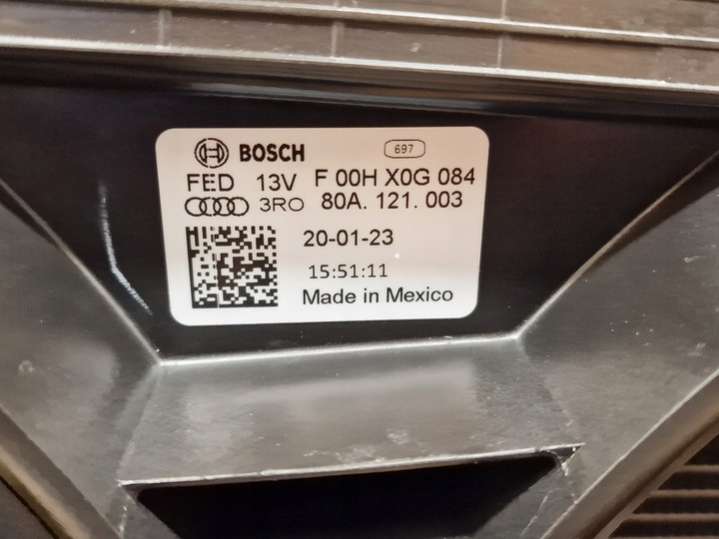 BOSCH 697
FED 13V F 00H X0G 084
3RO 80A. 121. 003
20-01-23
15:51:11
Made in Mexico